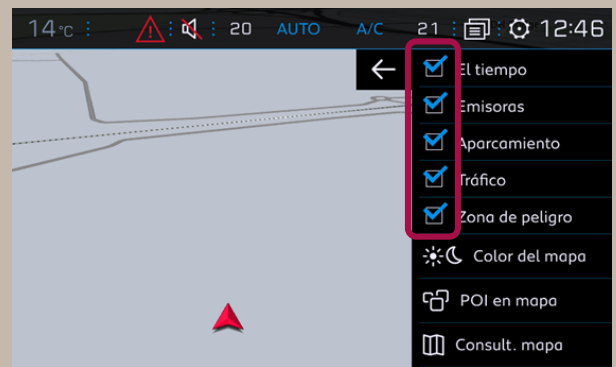 14°C 20 AUTO A/C 21 12:46
El tiempo
Emisoras
Aparcamiento
Tráfico
Zona de peligro
Color del mapa
POI en mapa
Consult. mapa